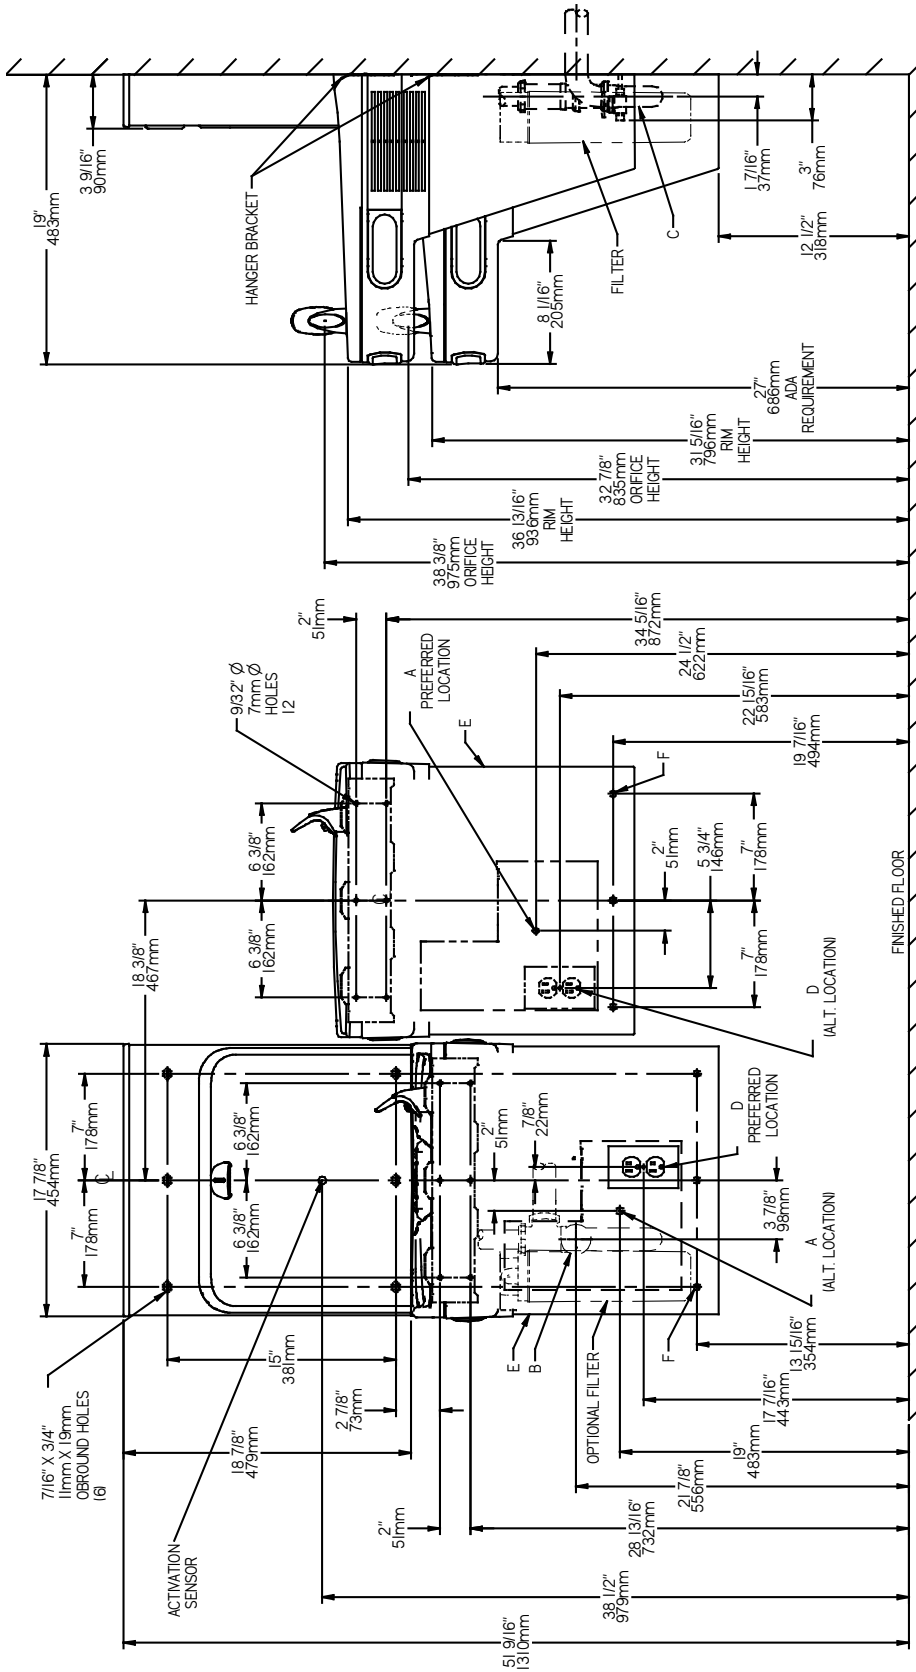 19"
483mm
3 9/16"
90mm
HANGER BRACKET
8 1/16"
205mm
FILTER
C
1 7/16"
37mm
3"
76mm
12 1/2"
318mm
27"
686mm
ADA
REQUIREMENT
31 5/16"
796mm
RIM
HEIGHT
32 7/8"
835mm
ORIFICE
HEIGHT
36 13/16"
936mm
RIM
HEIGHT
38 3/8"
975mm
ORIFICE
HEIGHT
2"
51mm
9/32" Ø
7mm Ø
HOLES
12
A
PREFERRED
LOCATION
E
34 5/16"
872mm
24 1/2"
622mm
22 15/16"
583mm
19 7/16"
494mm
F
6 3/8"
162mm
6 3/8"
162mm
18 3/8"
467mm
2"
51mm
5 3/4"
146mm
7"
178mm
7"
178mm
FINISHED FLOOR
D
(ALT. LOCATION)
17 7/8"
454mm
7"
178mm
7"
178mm
6 3/8"
162mm
6 3/8"
162mm
2"
51mm
7/8"
22mm
D
PREFERRED
LOCATION
3 7/8"
98mm
A
(ALT. LOCATION)
7/16" X 3/4"
11mm X 19mm
OBROUND HOLES
(6)
15"
381mm
2 7/8"
73mm
18 7/8"
479mm
ACTIVATION
SENSOR
2"
51mm
E
B
OPTIONAL FILTER
F
13 15/16"
354mm
17 7/16"
443mm
19"
483mm
21 7/8"
556mm
28 13/16"
732mm
38 1/2"
979mm
51 9/16"
1310mm